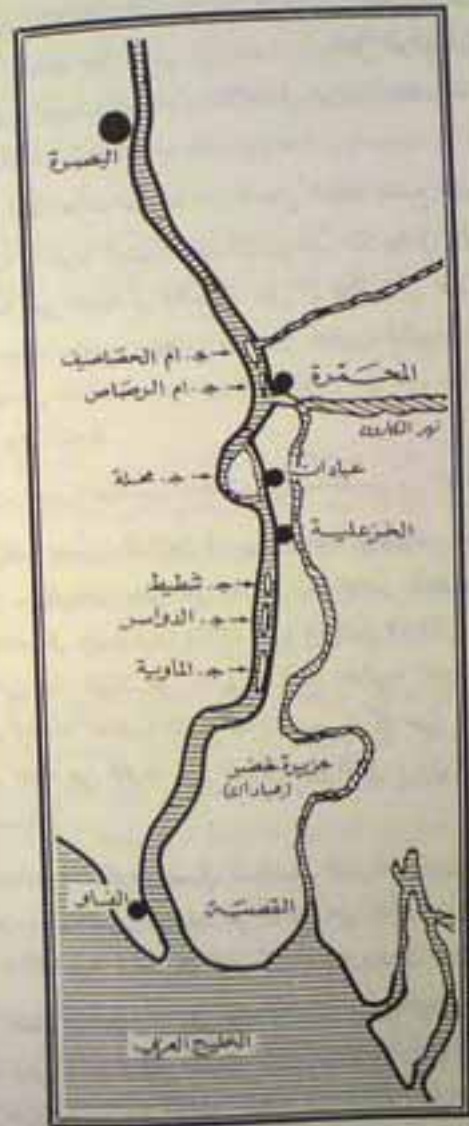 البصرة
ج. ام الخصاصيف
ج. ام الرصاص
المحمرة
نهر الكارون
عبادان
ج. محلة
الخزعلية
ج. شطيط
ج. الدواسر
ج. الماوية
جزيرة خضر
(عبادان)
القصبة
الفاو
الخليج العربي